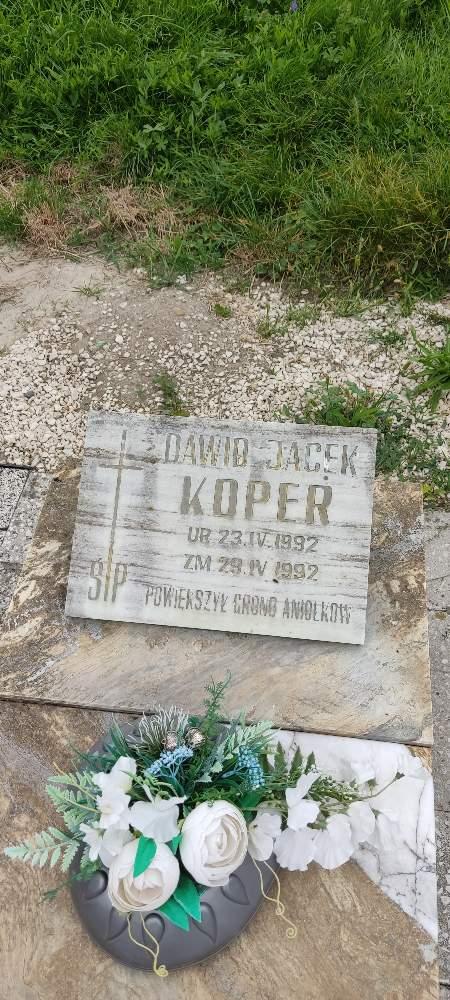 DAWID JACEK
KOPER
UR 23.IV.1992
ZM 29.IV 1992
ŚP
POWIĘKSZYŁ GRONO ANIOŁKÓW